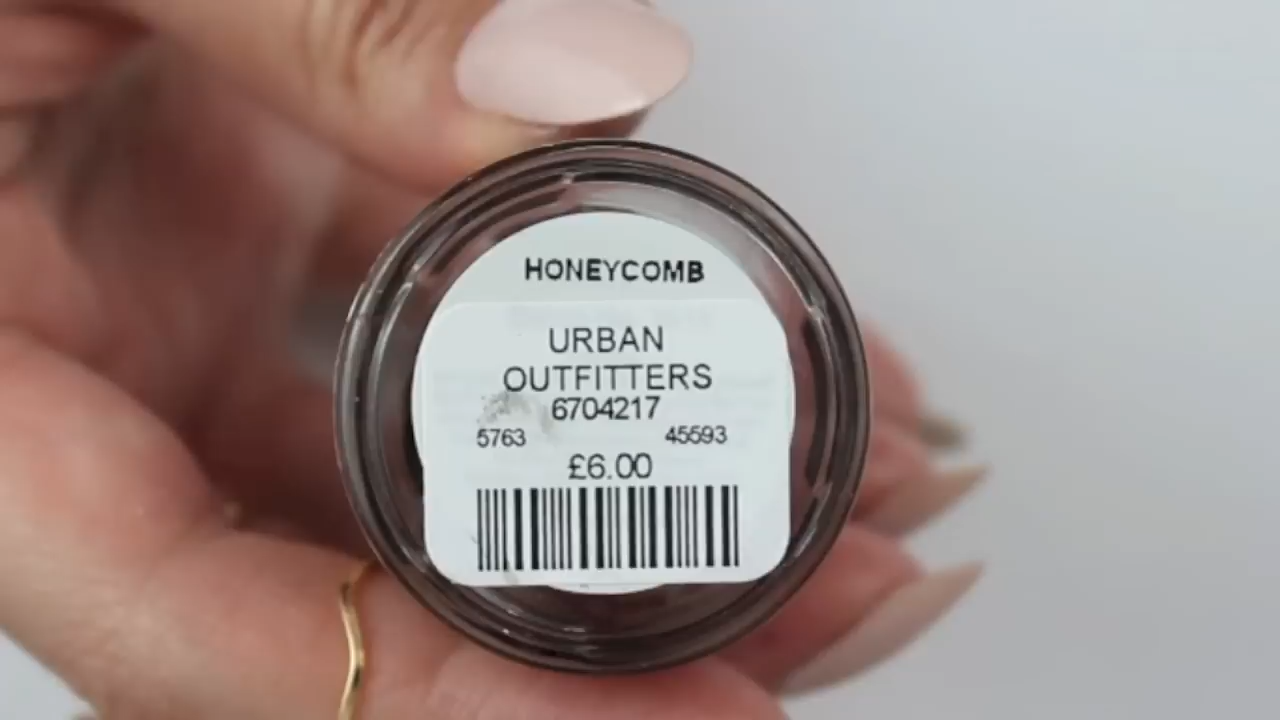 HONEYCOMB
URBAN
OUTFITTERS
6704217
5763 45593
£6.00